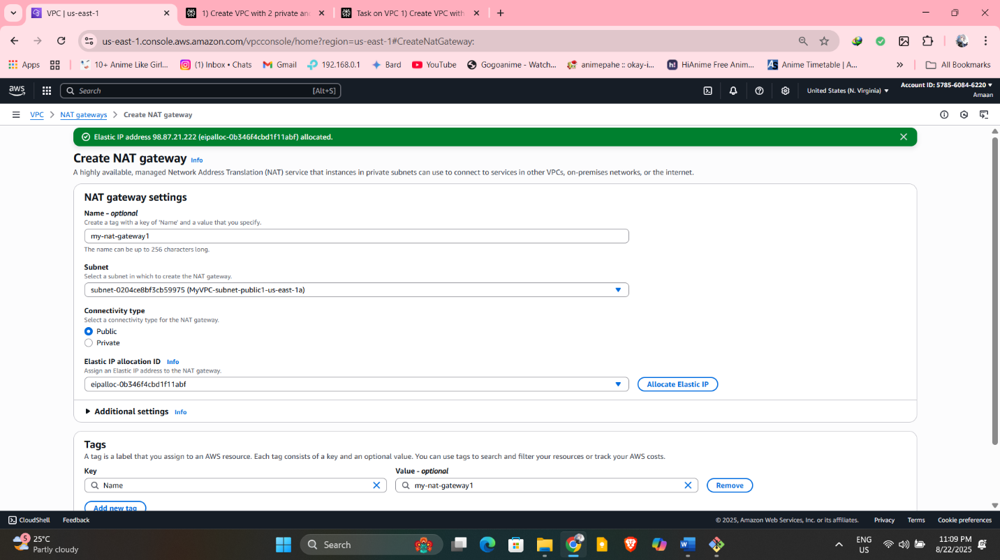 VPC | us-east-1
1) Create VPC with 2 private and
Task on VPC 1) Create VPC with
us-east-1.console.aws.amazon.com/vpcconsole/home?region=us-east-1#CreateNatGateway:
Apps
10+ Anime Like Girl...
(1) Inbox • Chats
Gmail
192.168.0.1
Bard
YouTube
Gogoanime - Watch...
animepahe :: okay-i...
HiAnime Free Anim...
Anime Timetable | A...
All Bookmarks
aws
Search
[Alt+S]
United States (N. Virginia)
Account ID: 5785-6084-6220
Amaan
VPC
NAT gateways
Create NAT gateway
Elastic IP address 98.87.21.222 (eipalloc-0b346f4cbd1f11abf) allocated.
Create NAT gateway Info
A highly available, managed Network Address Translation (NAT) service that instances in private subnets can use to connect to services in other VPCs, on-premises networks, or the internet.
NAT gateway settings
Name - optional
Create a tag with a key of 'Name' and a value that you specify.
my-nat-gateway1
The name can be up to 256 characters long.
Subnet
Select a subnet in which to create the NAT gateway.
subnet-0204ce8bf3cb59975 (MyVPC-subnet-public1-us-east-1a)
Connectivity type
Select a connectivity type for the NAT gateway.
Public
Private
Elastic IP allocation ID Info
Assign an Elastic IP address to the NAT gateway.
eipalloc-0b346f4cbd1f11abf
Allocate Elastic IP
Additional settings Info
Tags
A tag is a label that you assign to an AWS resource. Each tag consists of a key and an optional value. You can use tags to search and filter your resources or track your AWS costs.
Key
Value - optional
Name
my-nat-gateway1
Remove
Add new tag
CloudShell
Feedback
© 2025, Amazon Web Services, Inc. or its affiliates.
Privacy
Terms
Cookie preferences
5
25°C
Partly cloudy
Search
ENG
US
11:09 PM
8/22/2025